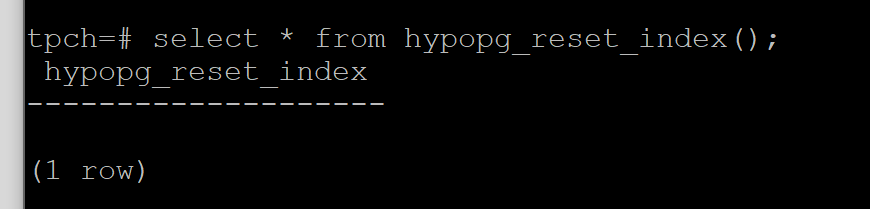 tpch=# select * from hypopg_reset_index();
hypopg_reset_index
--------------------
(1 row)